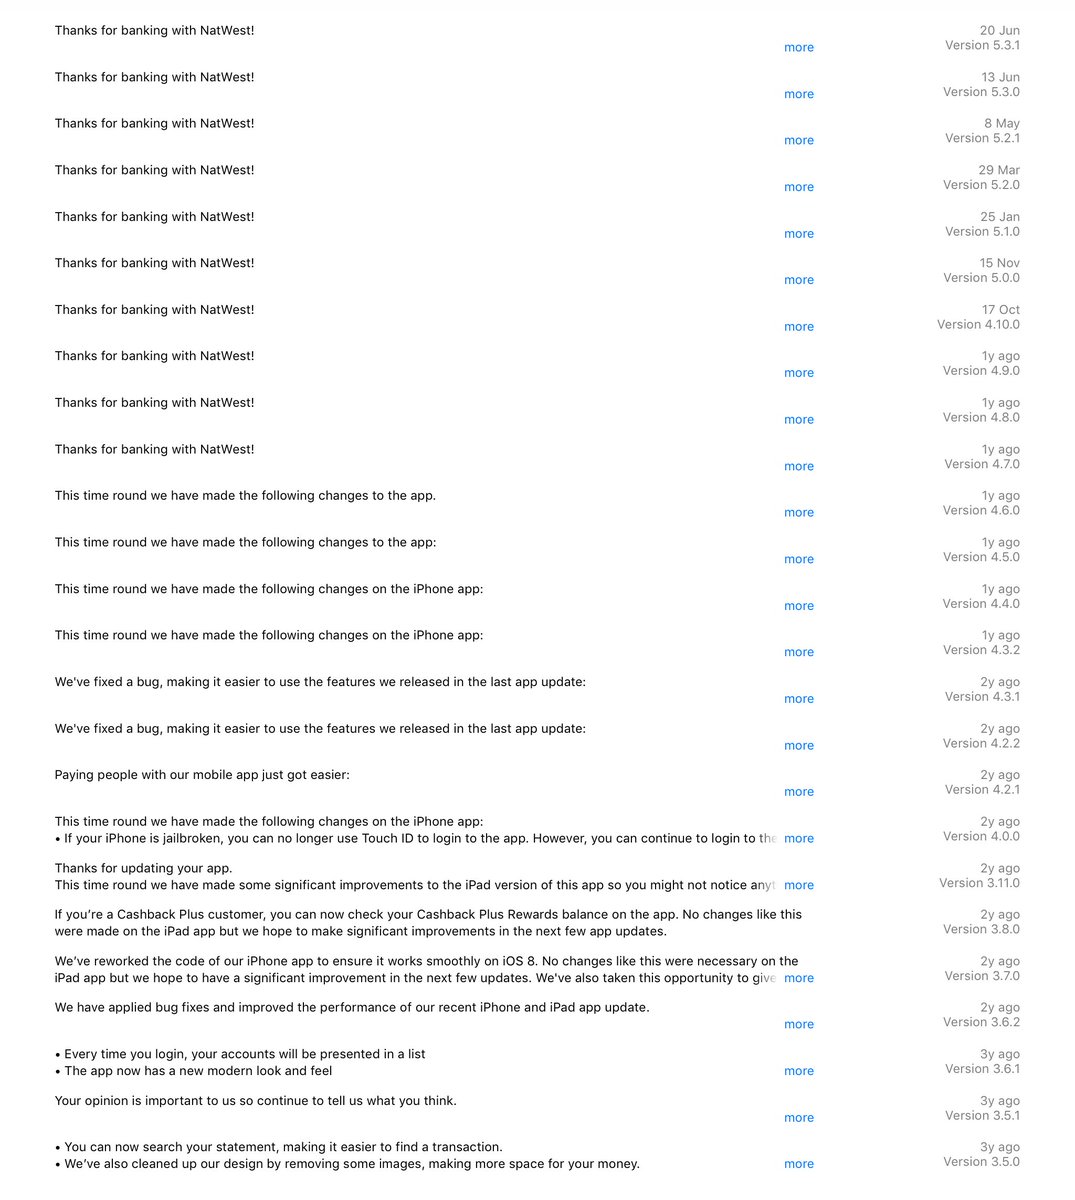 Thanks for banking with NatWest!
20 Jun
more
Version 5.3.1
Thanks for banking with NatWest!
13 Jun
more
Version 5.3.0
Thanks for banking with NatWest!
8 May
more
Version 5.2.1
Thanks for banking with NatWest!
29 Mar
more
Version 5.2.0
Thanks for banking with NatWest!
25 Jan
more
Version 5.1.0
Thanks for banking with NatWest!
15 Nov
more
Version 5.0.0
Thanks for banking with NatWest!
17 Oct
more
Version 4.10.0
Thanks for banking with NatWest!
1y ago
more
Version 4.9.0
Thanks for banking with NatWest!
1y ago
more
Version 4.8.0
Thanks for banking with NatWest!
1y ago
more
Version 4.7.0
This time round we have made the following changes to the app.
1y ago
more
Version 4.6.0
This time round we have made the following changes to the app:
1y ago
more
Version 4.5.0
This time round we have made the following changes on the iPhone app:
1y ago
more
Version 4.4.0
This time round we have made the following changes on the iPhone app:
1y ago
more
Version 4.3.2
We've fixed a bug, making it easier to use the features we released in the last app update:
2y ago
more
Version 4.3.1
We've fixed a bug, making it easier to use the features we released in the last app update:
2y ago
more
Version 4.2.2
Paying people with our mobile app just got easier:
2y ago
more
Version 4.2.1
This time round we have made the following changes on the iPhone app:
2y ago
• If your iPhone is jailbroken, you can no longer use Touch ID to login to the app. However, you can continue to login to the more
Version 4.0.0
Thanks for updating your app.
2y ago
This time round we have made some significant improvements to the iPad version of this app so you might not notice anyt more
Version 3.11.0
If you're a Cashback Plus customer, you can now check your Cashback Plus Rewards balance on the app. No changes like this
2y ago
were made on the iPad app but we hope to make significant improvements in the next few app updates.
Version 3.8.0
We've reworked the code of our iPhone app to ensure it works smoothly on iOS 8. No changes like this were necessary on the
2y ago
iPad app but we hope to have a significant improvement in the next few updates. We've also taken this opportunity to give more
Version 3.7.0
We have applied bug fixes and improved the performance of our recent iPhone and iPad app update.
2y ago
more
Version 3.6.2
• Every time you login, your accounts will be presented in a list
3y ago
• The app now has a new modern look and feel
more
Version 3.6.1
Your opinion is important to us so continue to tell us what you think.
3y ago
more
Version 3.5.1
• You can now search your statement, making it easier to find a transaction.
3y ago
• We've also cleaned up our design by removing some images, making more space for your money.
more
Version 3.5.0